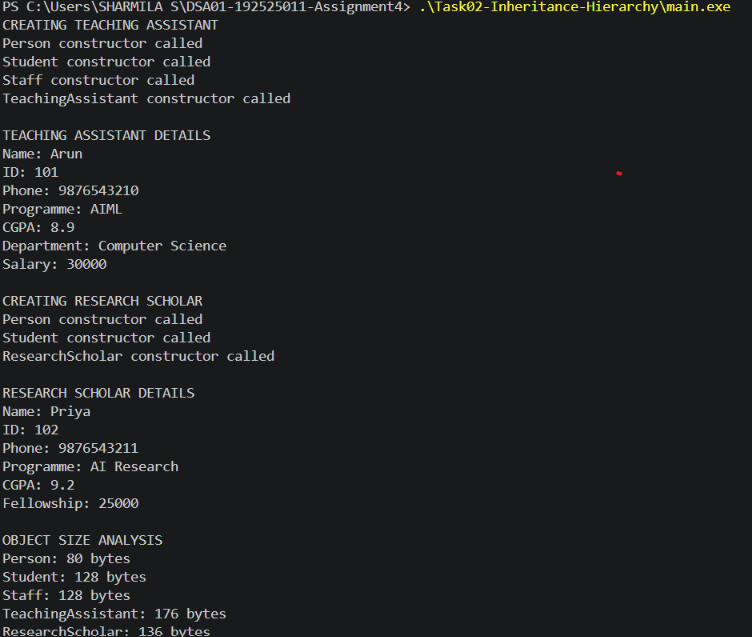 PS C:\Users\SHARMILA S\DSA01-192525011-Assignment4> .\Task02-Inheritance-Hierarchy\main.exe
CREATING TEACHING ASSISTANT
Person constructor called
Student constructor called
Staff constructor called
TeachingAssistant constructor called

TEACHING ASSISTANT DETAILS
Name: Arun
ID: 101
Phone: 9876543210
Programme: AIML
CGPA: 8.9
Department: Computer Science
Salary: 30000

CREATING RESEARCH SCHOLAR
Person constructor called
Student constructor called
ResearchScholar constructor called

RESEARCH SCHOLAR DETAILS
Name: Priya
ID: 102
Phone: 9876543211
Programme: AI Research
CGPA: 9.2
Fellowship: 25000

OBJECT SIZE ANALYSIS
Person: 80 bytes
Student: 128 bytes
Staff: 128 bytes
TeachingAssistant: 176 bytes
ResearchScholar: 136 bytes